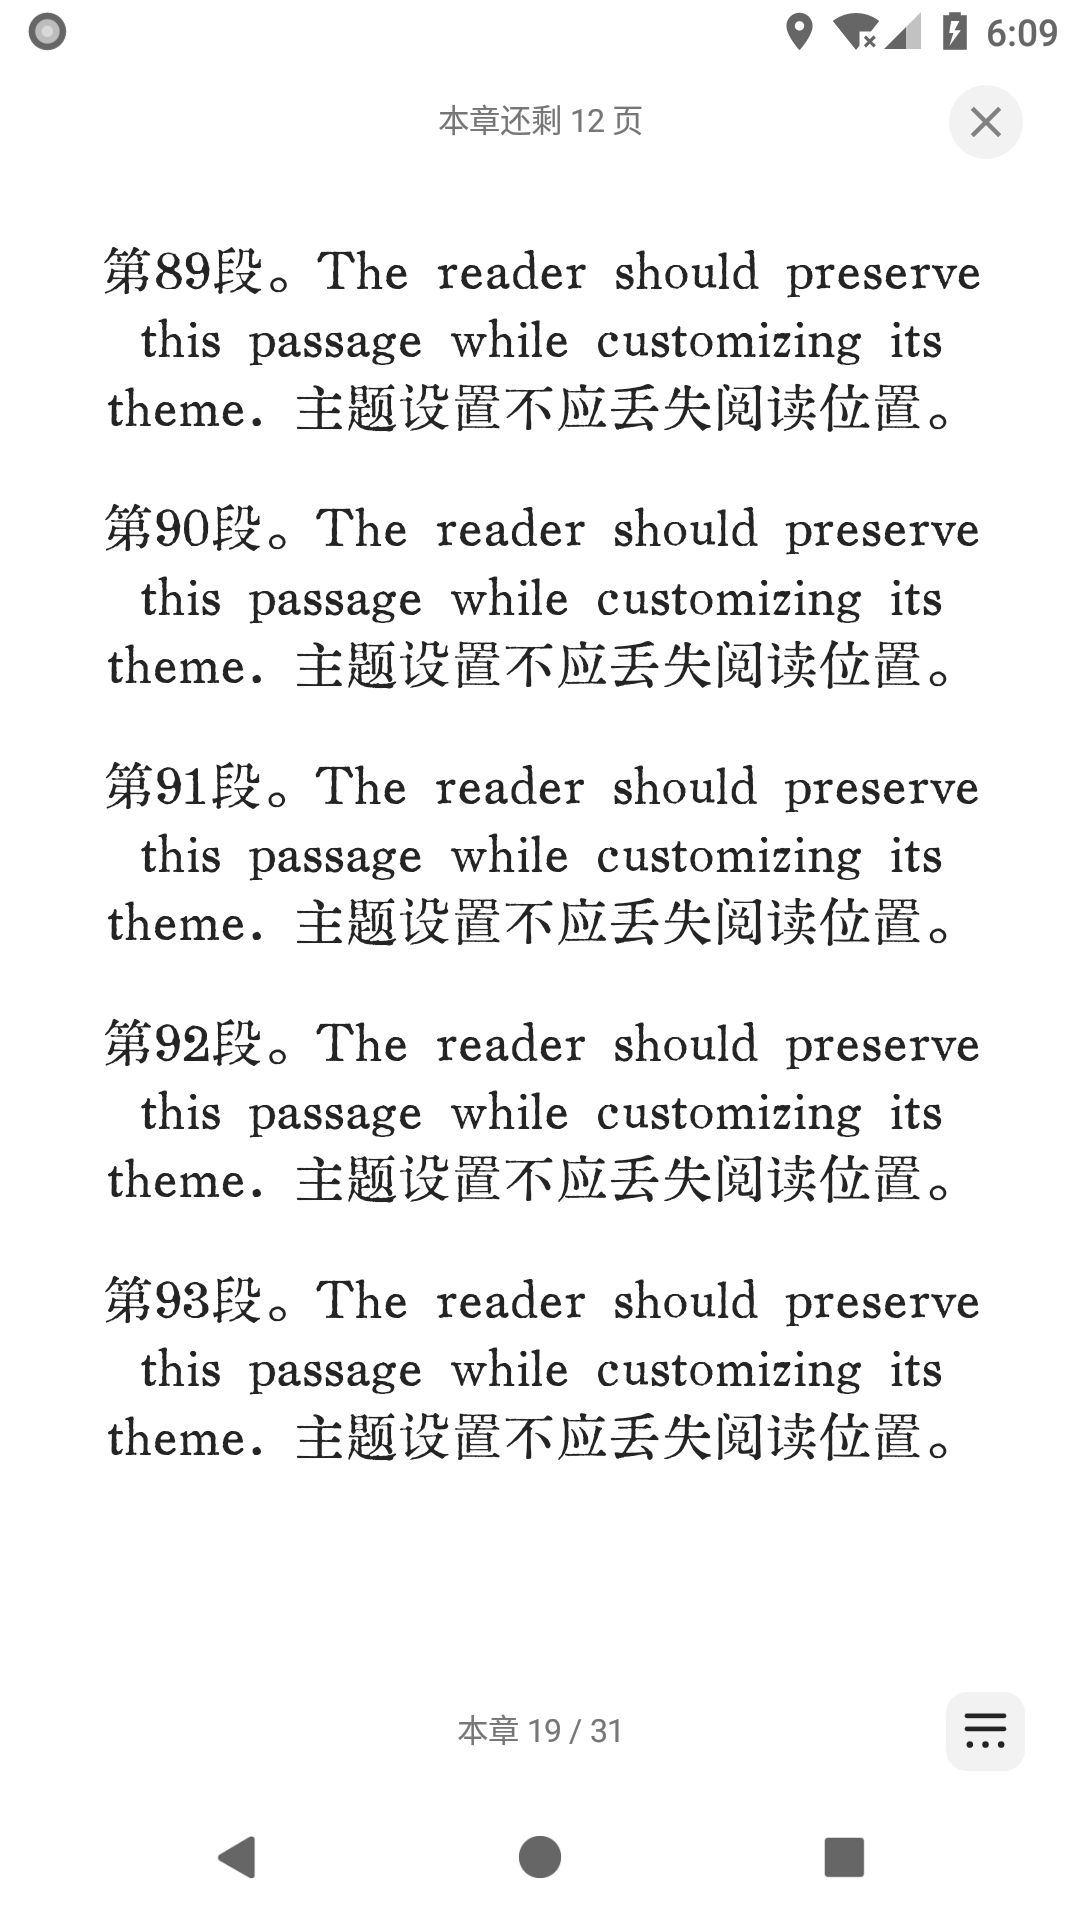 6:09
本章还剩 12 页
第89段。The reader should preserve
this passage while customizing its
theme. 主题设置不应丢失阅读位置。
第90段。The reader should preserve
this passage while customizing its
theme. 主题设置不应丢失阅读位置。
第91段。The reader should preserve
this passage while customizing its
theme. 主题设置不应丢失阅读位置。
第92段。The reader should preserve
this passage while customizing its
theme. 主题设置不应丢失阅读位置。
第93段。The reader should preserve
this passage while customizing its
theme. 主题设置不应丢失阅读位置。
本章 19 / 31